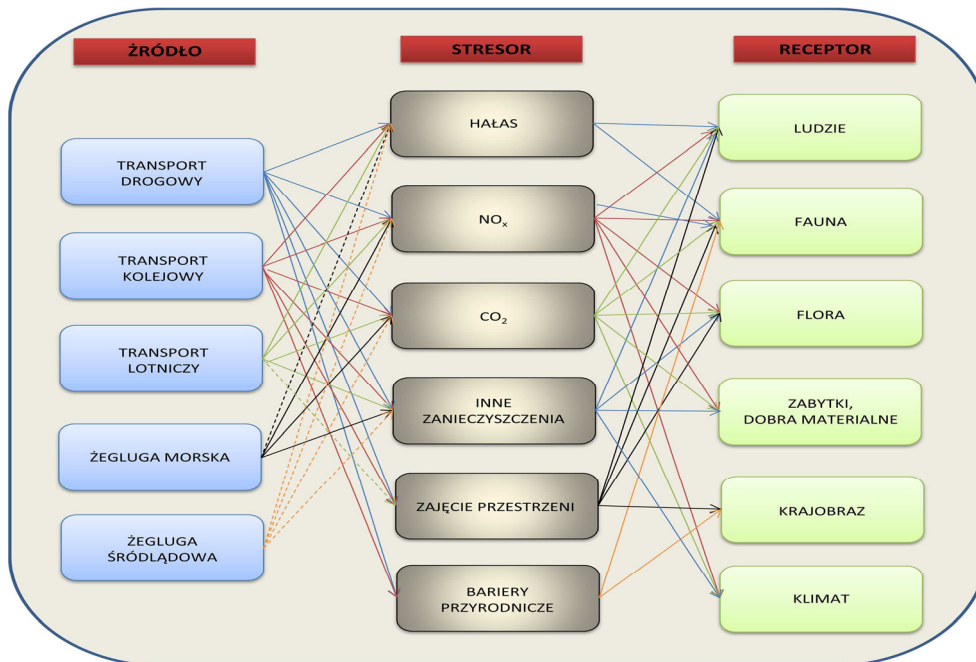 ŻRÓDŁO
STRESOR
RECEPTOR
TRANSPORT
DROGOWY
TRANSPORT
KOLEJOWY
TRANSPORT
LOTNICZY
ŻEGLUGA MORSKA
ŻEGLUGA
ŚRÓDLĄDOWA
HAŁAS
NOx
CO2
INNE
ZANIECZYSZCZENIA
ZAJĘCIE PRZESTRZENI
BARIERY
PRZYRODNICZE
LUDZIE
FAUNA
FLORA
ZABYTKI,
DOBRA MATERIALNE
KRAJOBRAZ
KLIMAT